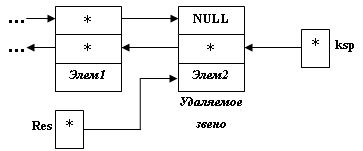 ... * NULL
... * * * ksp
Элем1 Элем2
Удаляемое
Res * звено